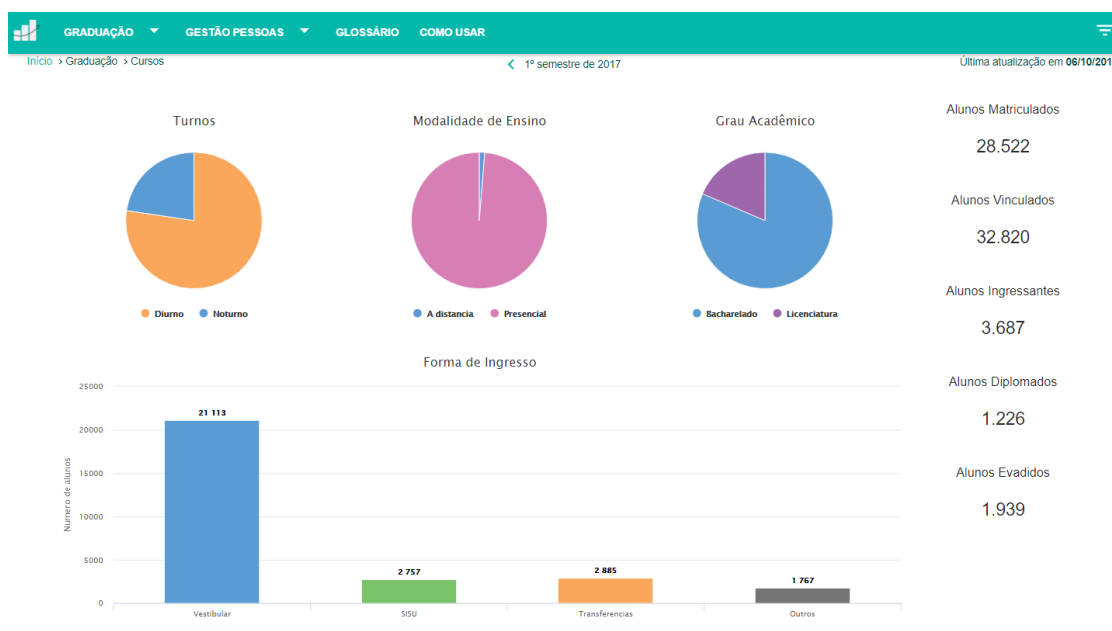 GRADUAÇÃO GESTÃO PESSOAS GLOSSÁRIO COMO USAR
Início > Graduação > Cursos
1º semestre de 2017
Última atualização em 06/10/201
Turnos
Diurno Noturno
Modalidade de Ensino
A distancia Presencial
Grau Acadêmico
Bacharelado Licenciatura
Alunos Matriculados
28.522
Alunos Vinculados
32.820
Alunos Ingressantes
3.687
Alunos Diplomados
1.226
Alunos Evadidos
1.939
Forma de Ingresso
Numero de alunos
25000
20000
15000
10000
5000
0
21 113
2 757
2 885
1 767
Vestibular SISU Transferencias Outros